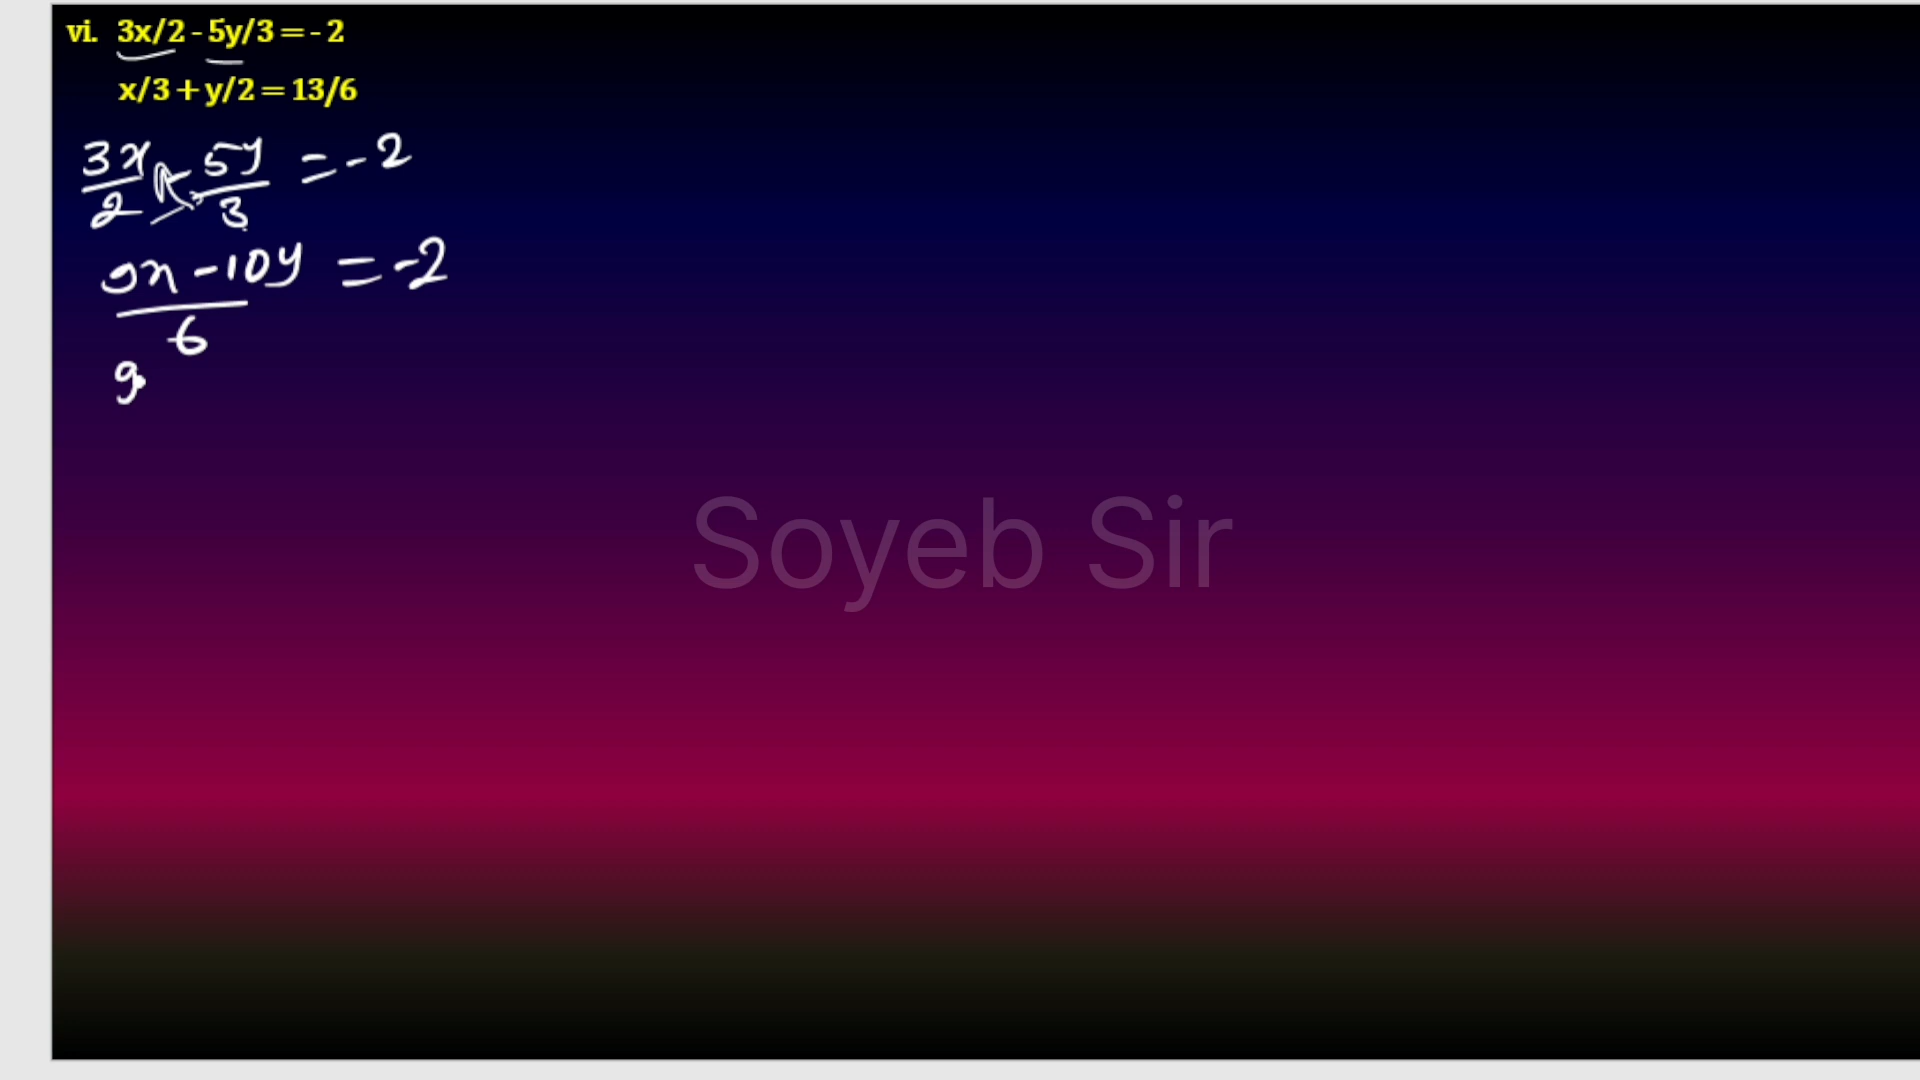 vi. 3x/2 - 5y/3 = - 2
x/3 + y/2 = 13/6
3x/2 - 5y/3 = -2
9x - 10y / 6 = -2
9
Soyeb Sir